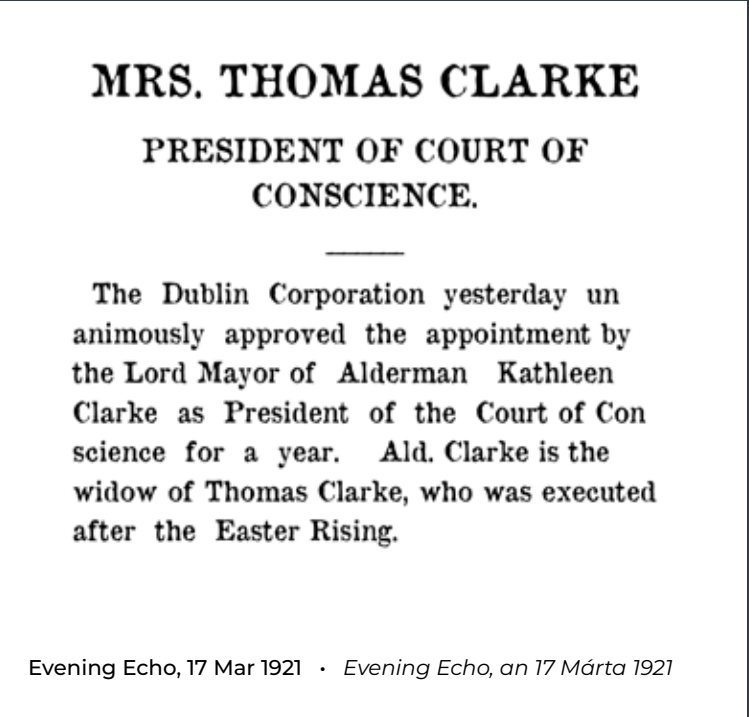 MRS. THOMAS CLARKE
PRESIDENT OF COURT OF
CONSCIENCE.
The Dublin Corporation yesterday un
animously approved the appointment by
the Lord Mayor of Alderman Kathleen
Clarke as President of the Court of Con
science for a year. Ald. Clarke is the
widow of Thomas Clarke, who was executed
after the Easter Rising.
Evening Echo, 17 Mar 1921 • Evening Echo, an 17 Márta 1921